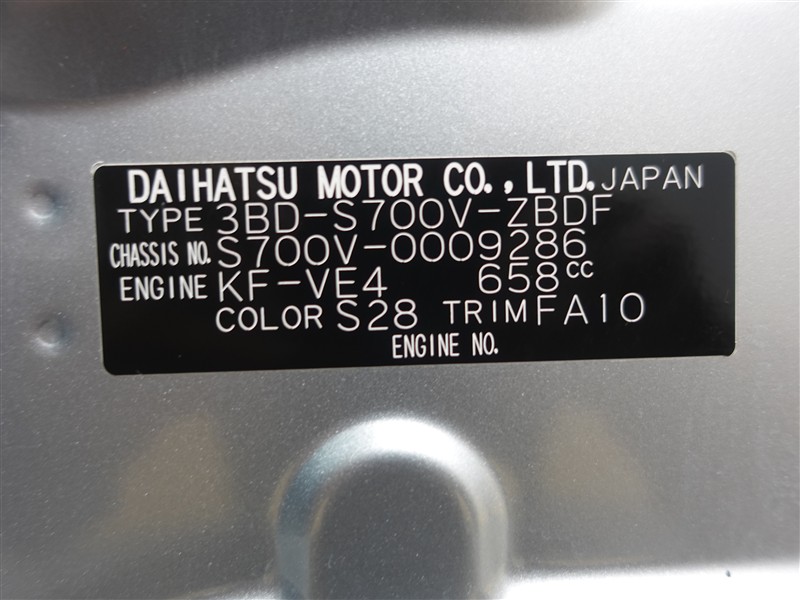 DAIHATSU MOTOR CO., LTD. JAPAN
TYPE 3BD-S700V-ZBDF
CHASSIS NO. S700V-0009286
ENGINE KF-VE4 658cc
COLOR S28 TRIM FA10
ENGINE NO.